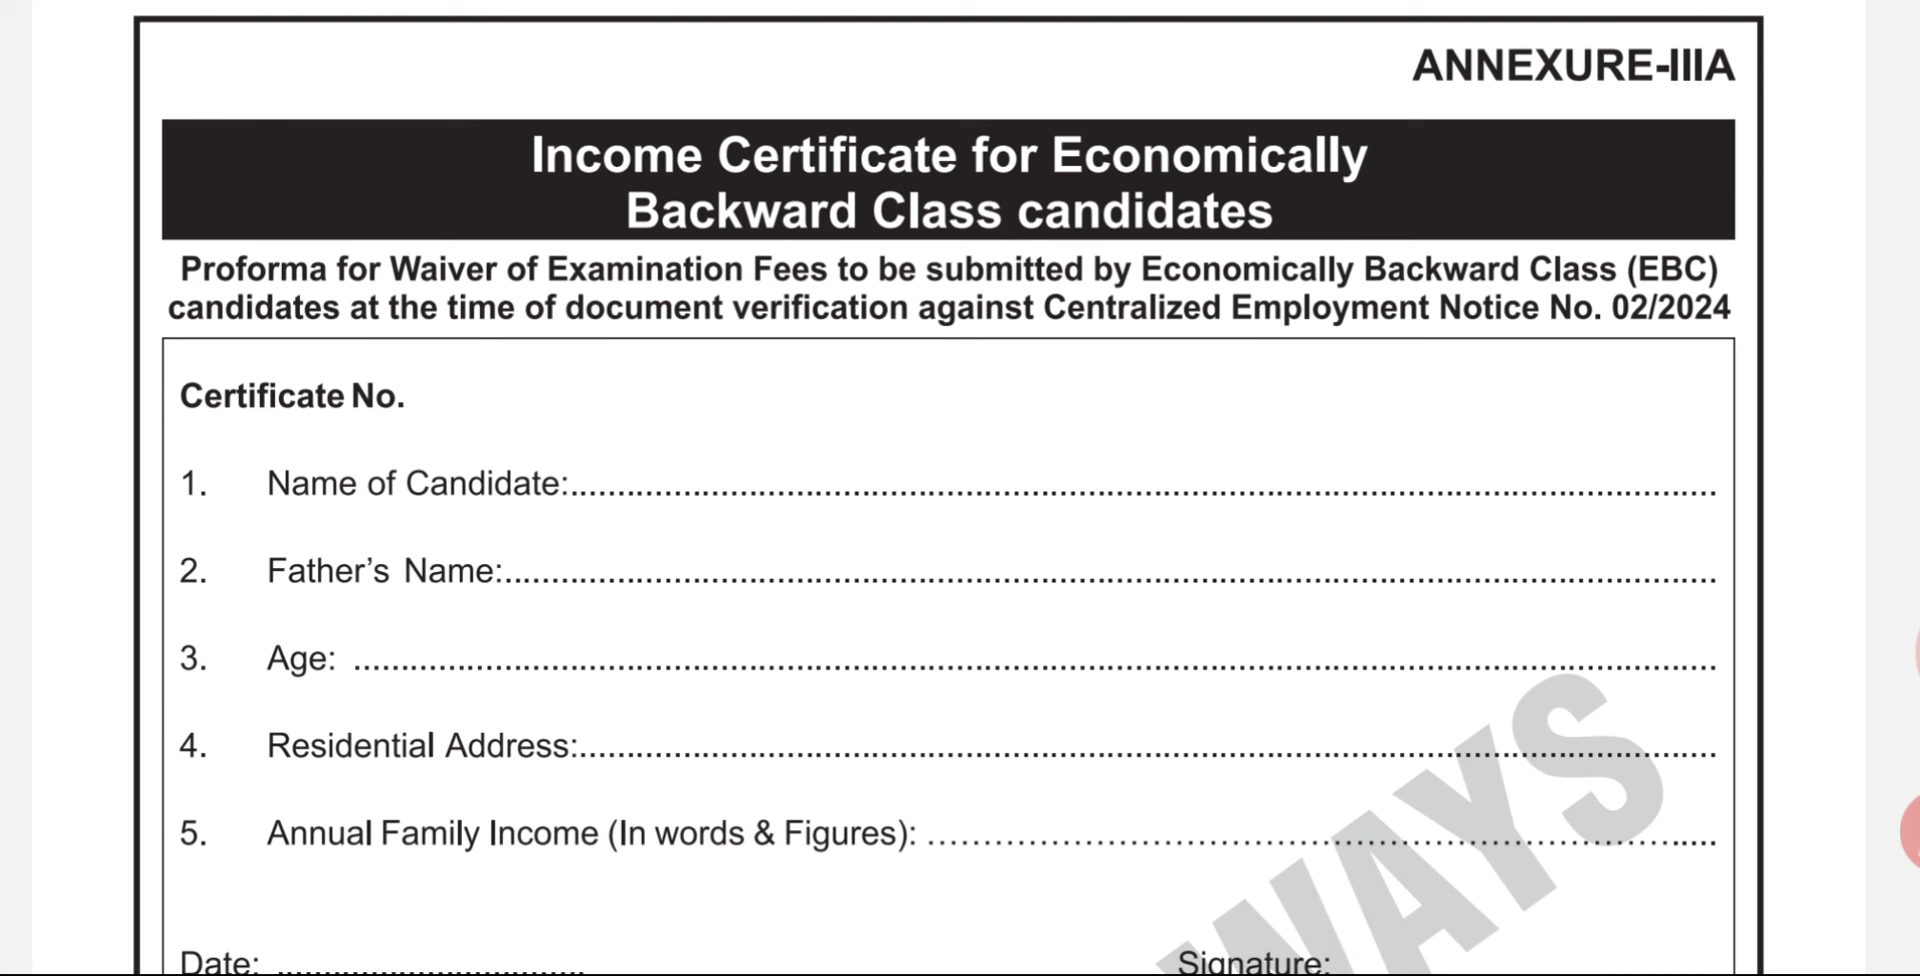 ANNEXURE-IIIA
Income Certificate for Economically
Backward Class candidates
Proforma for Waiver of Examination Fees to be submitted by Economically Backward Class (EBC)
candidates at the time of document verification against Centralized Employment Notice No. 02/2024
Certificate No.
1. Name of Candidate:..........................................................................................................................
2. Father's Name:.................................................................................................................................
3. Age: .................................................................................................................................................
4. Residential Address:.........................................................................................................................
5. Annual Family Income (In words & Figures): ....................................................................................
WAYS
Date: ................................. Signature: